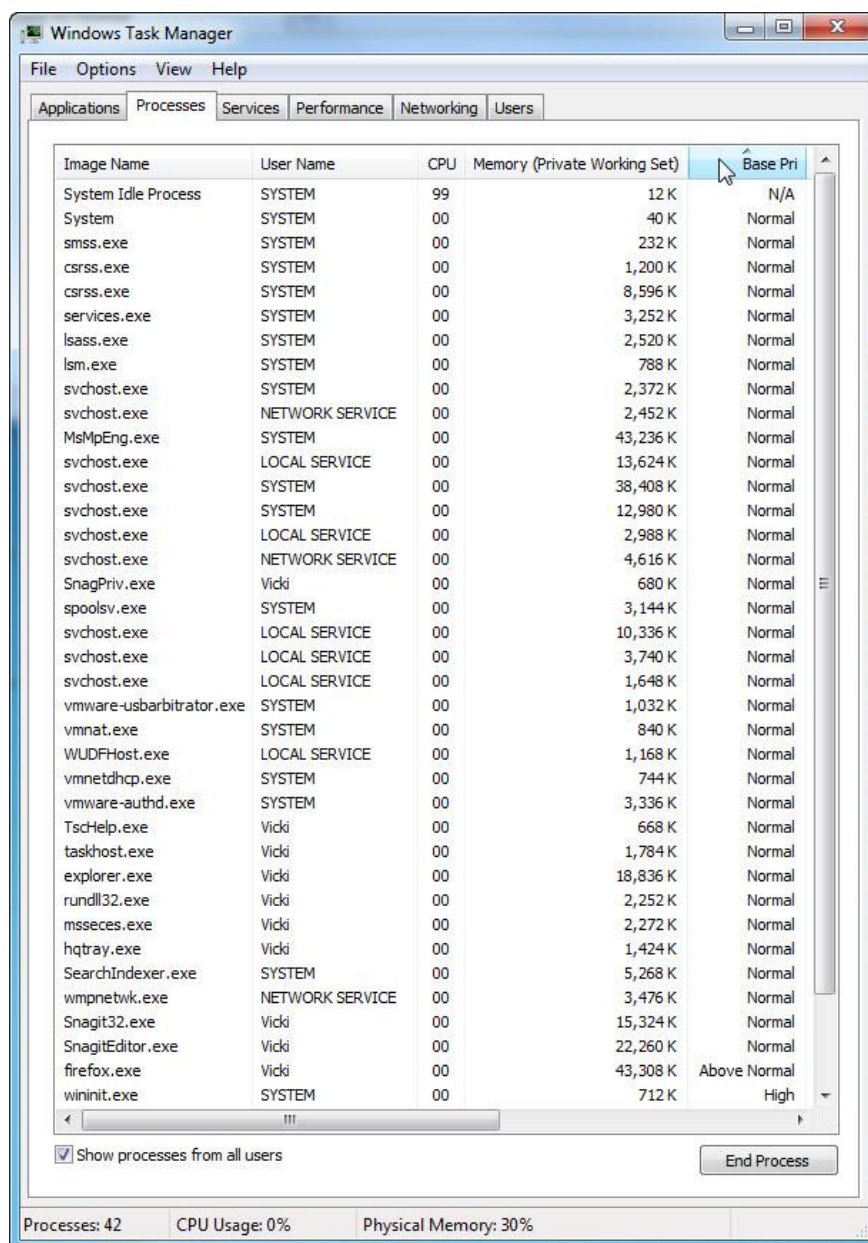 Windows Task Manager
File Options View Help
Applications Processes Services Performance Networking Users
Image Name User Name CPU Memory (Private Working Set) Base Pri
System Idle Process SYSTEM 99 12 K N/A
System SYSTEM 00 40 K Normal
smss.exe SYSTEM 00 232 K Normal
csrss.exe SYSTEM 00 1,200 K Normal
csrss.exe SYSTEM 00 8,596 K Normal
services.exe SYSTEM 00 3,252 K Normal
lsass.exe SYSTEM 00 2,520 K Normal
lsm.exe SYSTEM 00 788 K Normal
svchost.exe SYSTEM 00 2,372 K Normal
svchost.exe NETWORK SERVICE 00 2,452 K Normal
MsMpEng.exe SYSTEM 00 43,236 K Normal
svchost.exe LOCAL SERVICE 00 13,624 K Normal
svchost.exe SYSTEM 00 38,408 K Normal
svchost.exe SYSTEM 00 12,980 K Normal
svchost.exe LOCAL SERVICE 00 2,988 K Normal
svchost.exe NETWORK SERVICE 00 4,616 K Normal
SnagPriv.exe Vicki 00 680 K Normal
spoolsv.exe SYSTEM 00 3,144 K Normal
svchost.exe LOCAL SERVICE 00 10,336 K Normal
svchost.exe LOCAL SERVICE 00 3,740 K Normal
svchost.exe LOCAL SERVICE 00 1,648 K Normal
vmware-usbarbitrator.exe SYSTEM 00 1,032 K Normal
vmnat.exe SYSTEM 00 840 K Normal
WUDFHost.exe LOCAL SERVICE 00 1,168 K Normal
vmnetdhcp.exe SYSTEM 00 744 K Normal
vmware-authd.exe SYSTEM 00 3,336 K Normal
TscHelp.exe Vicki 00 668 K Normal
taskhost.exe Vicki 00 1,784 K Normal
explorer.exe Vicki 00 18,836 K Normal
rundll32.exe Vicki 00 2,252 K Normal
msseces.exe Vicki 00 2,272 K Normal
hqtray.exe Vicki 00 1,424 K Normal
SearchIndexer.exe SYSTEM 00 5,268 K Normal
wmpnetwk.exe NETWORK SERVICE 00 3,476 K Normal
Snagit32.exe Vicki 00 15,324 K Normal
SnagitEditor.exe Vicki 00 22,260 K Normal
firefox.exe Vicki 00 43,308 K Above Normal
wininit.exe SYSTEM 00 712 K High
Show processes from all users
End Process
Processes: 42 CPU Usage: 0% Physical Memory: 30%